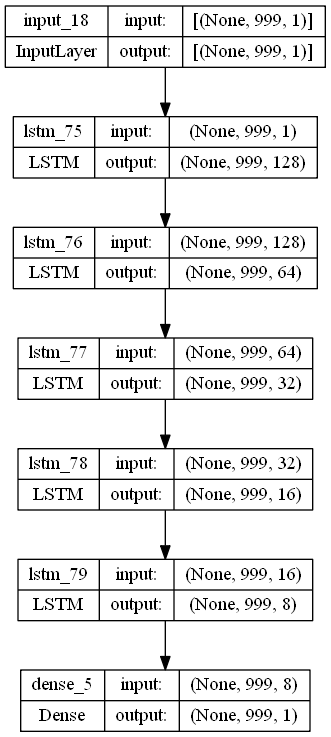 input_18 input: [(None, 999, 1)]
InputLayer output: [(None, 999, 1)]
lstm_75 input: (None, 999, 1)
LSTM output: (None, 999, 128)
lstm_76 input: (None, 999, 128)
LSTM output: (None, 999, 64)
lstm_77 input: (None, 999, 64)
LSTM output: (None, 999, 32)
lstm_78 input: (None, 999, 32)
LSTM output: (None, 999, 16)
lstm_79 input: (None, 999, 16)
LSTM output: (None, 999, 8)
dense_5 input: (None, 999, 8)
Dense output: (None, 999, 1)